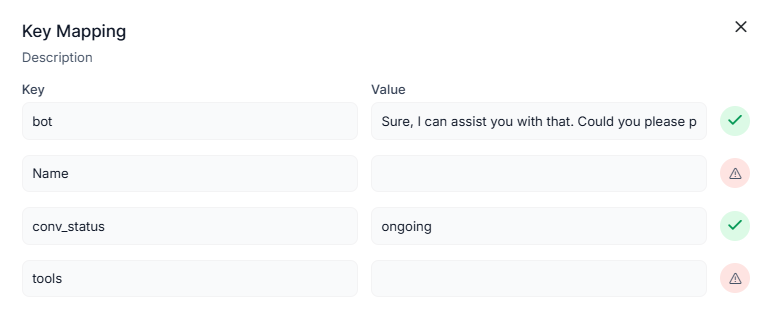 Key Mapping
Description
Key Value
bot Sure, I can assist you with that. Could you please p
Name
conv_status ongoing
tools